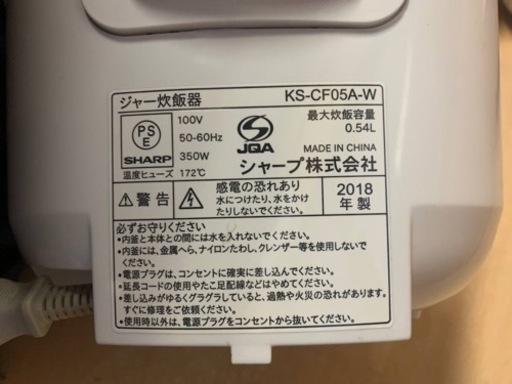 ジャー炊飯器 KS-CF05A-W
PS
E
SHARP
温度ヒューズ
100V
50-60Hz
350W
172℃
JQA
最大炊飯容量
0.54L
MADE IN CHINA
シャープ株式会社
警告
感電の恐れあり
水につけたり、水をかけ
たりしないでください。
2018
年製
必ずお守りください
•内釜と本体との間には水を入れないでください。
•内釜には、金属へら、ナイロンたわし、クレンザー等を使用しない
でください。
•電源プラグは、コンセントに確実に差し込んでください。
•延長コードの使用やたこ足配線などはやめてください。
•差し込みがゆるくグラグラしていると、過熱や火災の恐れがあります。
すぐに修理をご依頼ください。
•使用時以外は、電源プラグをコンセントから抜いてください。